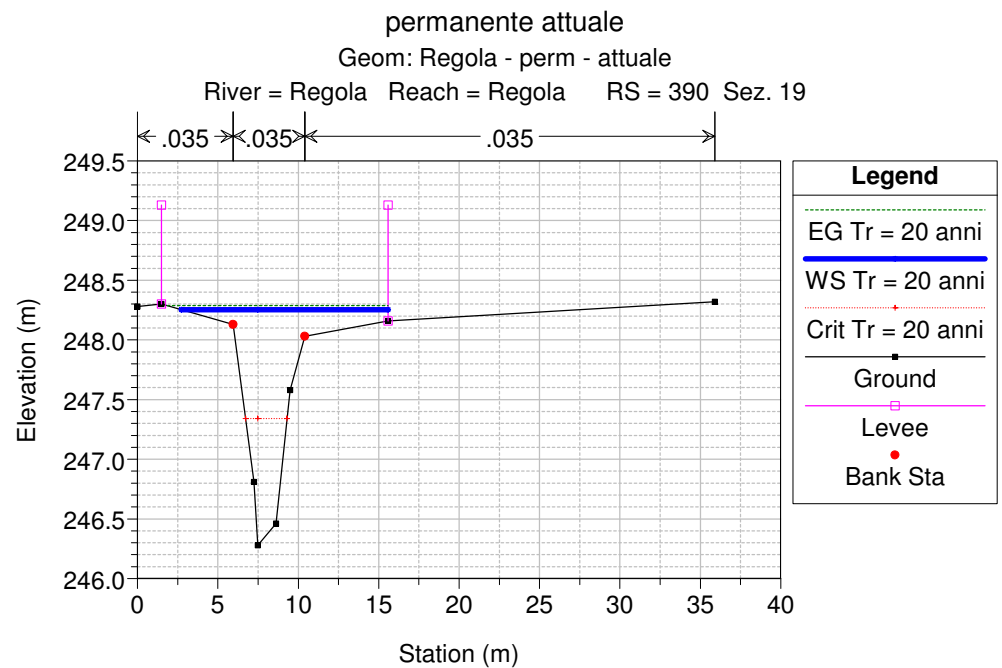 permanente attuale
Geom: Regola - perm - attuale
River = Regola Reach = Regola RS = 390 Sez. 19
.035 .035 .035
249.5
249.0
248.5
248.0
247.5
247.0
246.5
246.0
Elevation (m)
0 5 10 15 20 25 30 35 40
Station (m)
Legend
EG Tr = 20 anni
WS Tr = 20 anni
Crit Tr = 20 anni
Ground
Levee
Bank Sta